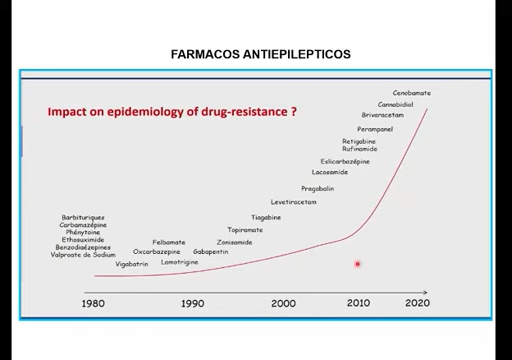 FARMACOS ANTIEPILEPTICOS
Impact on epidemiology of drug-resistance ?
Cenobamate
Cannabidiol
Brivaracetam
Perampanel
Retigabine
Rufinamide
Eslicarbazépine
Lacosamide
Pregabalin
Levetiracetam
Tiagabine
Topiramate
Zonisamide
Gabapentin
Felbamate
Oxcarbazepine
Lamotrigine
Vigabatrin
Barbituriques
Carbamazépine
Phénytoine
Ethosuximide
Benzodiaézepines
Valproate de Sodium
1980 1990 2000 2010 2020